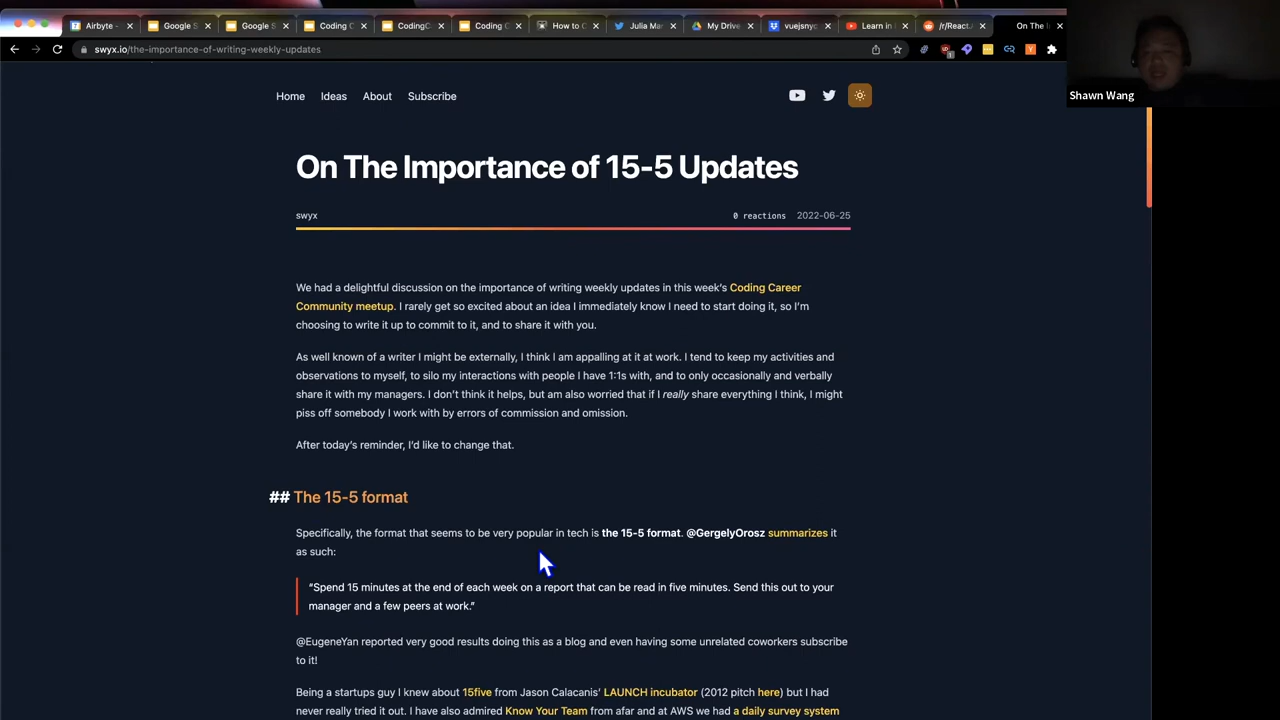 Airbyte
Google S
Google S
Coding C
CodingCa
Coding C
How to C
Julia Ma
My Drive
vuejsnyc
Learn in
/r/React
On The I
swyx.io/the-importance-of-writing-weekly-updates
Shawn Wang
Home Ideas About Subscribe
On The Importance of 15-5 Updates
swyx 0 reactions 2022-06-25
We had a delightful discussion on the importance of writing weekly updates in this week's Coding Career
Community meetup. I rarely get so excited about an idea I immediately know I need to start doing it, so I'm
choosing to write it up to commit to it, and to share it with you.
As well known of a writer I might be externally, I think I am appalling at it at work. I tend to keep my activities and
observations to myself, to silo my interactions with people I have 1:1s with, and to only occasionally and verbally
share it with my managers. I don't think it helps, but am also worried that if I really share everything I think, I might
piss off somebody I work with by errors of commission and omission.
After today's reminder, I'd like to change that.
## The 15-5 format
Specifically, the format that seems to be very popular in tech is the 15-5 format. @GergelyOrosz summarizes it
as such:
"Spend 15 minutes at the end of each week on a report that can be read in five minutes. Send this out to your
manager and a few peers at work."
@EugeneYan reported very good results doing this as a blog and even having some unrelated coworkers subscribe
to it!
Being a startups guy I knew about 15five from Jason Calacanis' LAUNCH incubator (2012 pitch here) but I had
never really tried it out. I have also admired Know Your Team from afar and at AWS we had a daily survey system